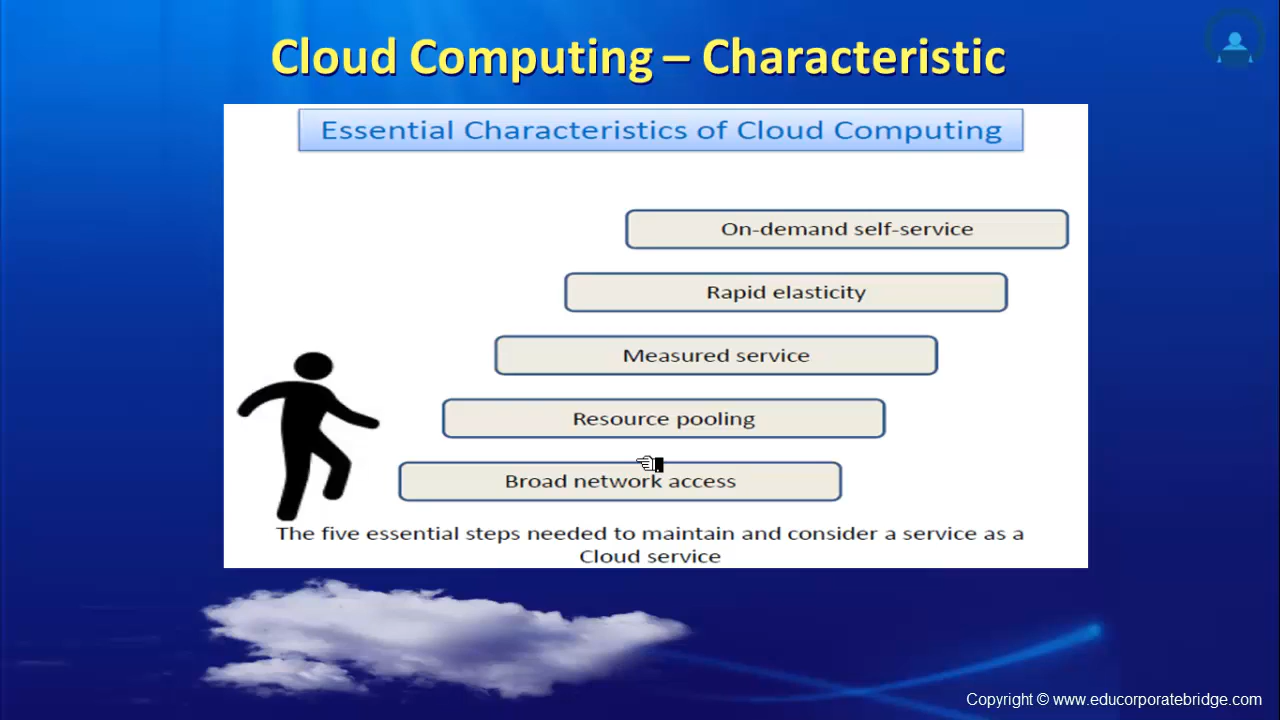 Cloud Computing – Characteristic
Essential Characteristics of Cloud Computing
On-demand self-service
Rapid elasticity
Measured service
Resource pooling
Broad network access
The five essential steps needed to maintain and consider a service as a
Cloud service
Copyright © www.educorporatebridge.com